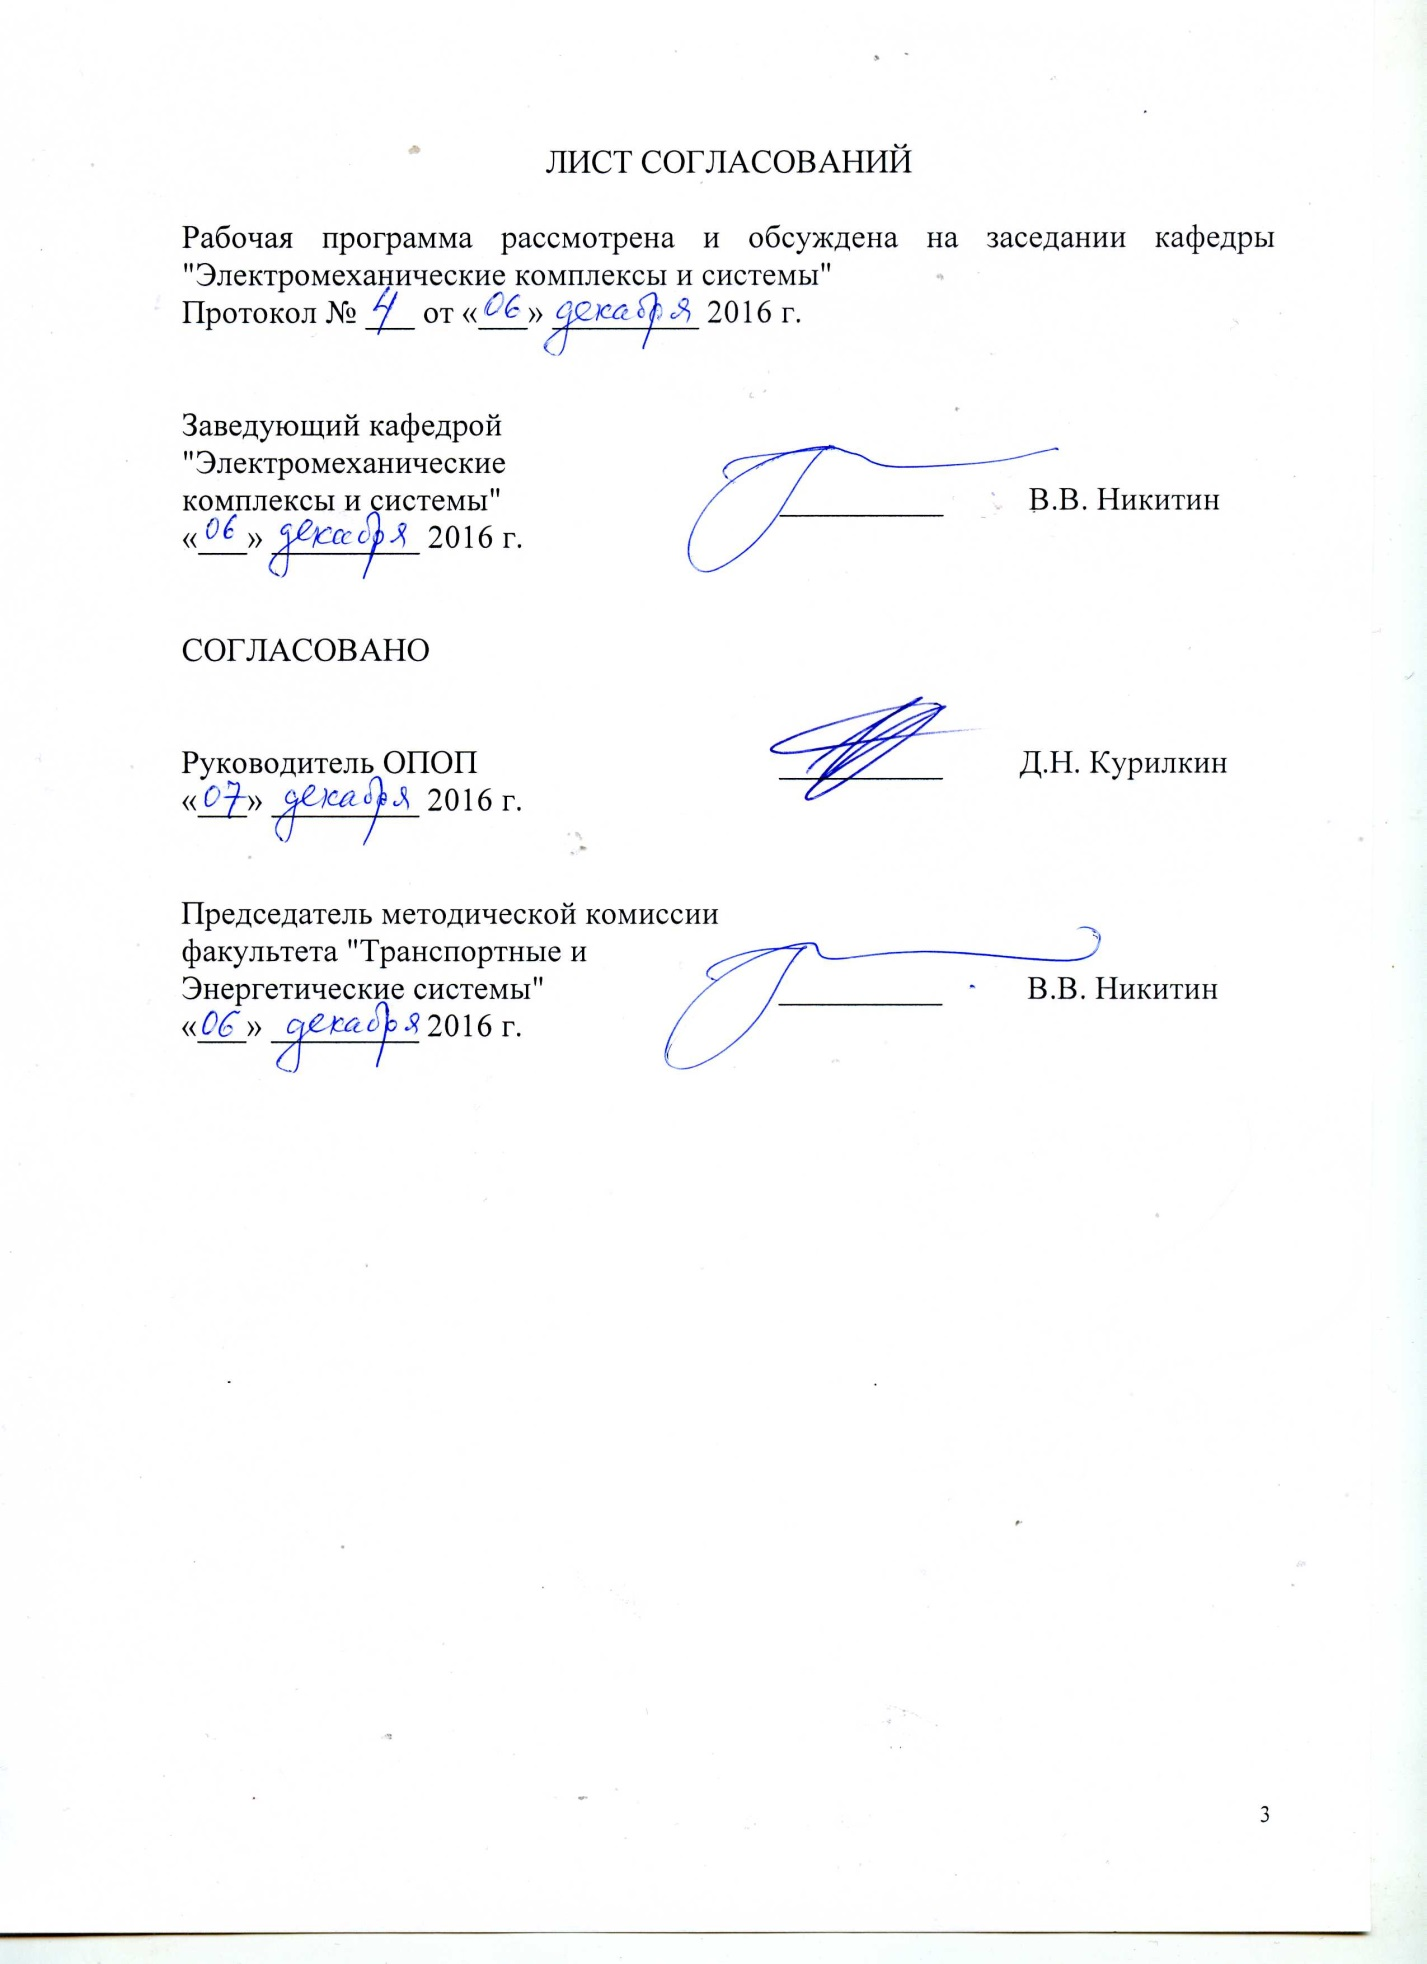 ЛИСТ СОГЛАСОВАНИЙ
Рабочая программа рассмотрена и обсуждена на заседании кафедры
"Электромеханические комплексы и системы"
Протокол № 4 от «06» декабря 2016 г.
Заведующий кафедрой
"Электромеханические
комплексы и системы" В.В. Никитин
«06» декабря 2016 г.
СОГЛАСОВАНО
Руководитель ОПОП Д.Н. Курилкин
«07» декабря 2016 г.
Председатель методической комиссии
факультета "Транспортные и
Энергетические системы" В.В. Никитин
«06» декабря 2016 г.
3